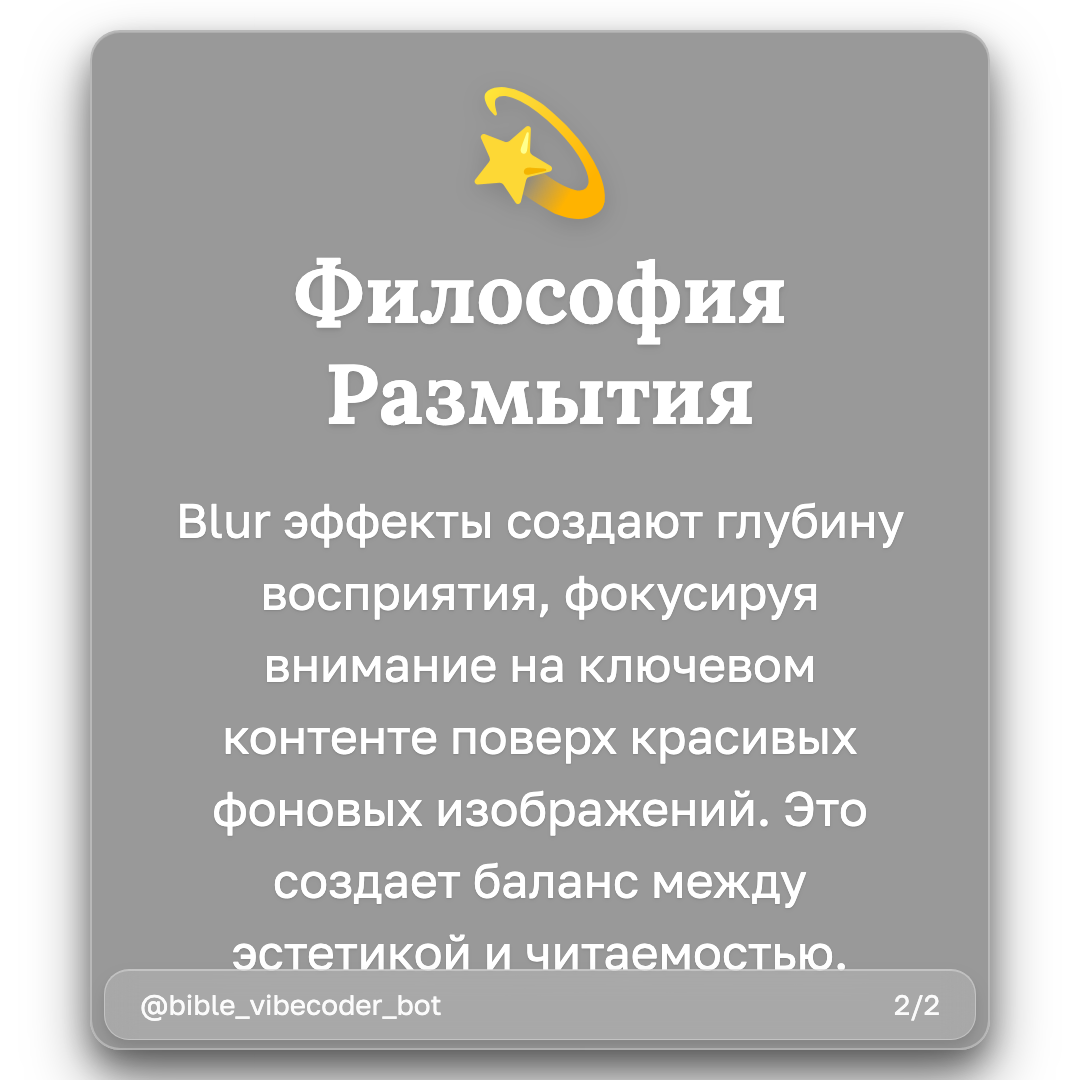 Философия
Размытия
Blur эффекты создают глубину
восприятия, фокусируя
внимание на ключевом
контенте поверх красивых
фоновых изображений. Это
создает баланс между
эстетикой и читаемостью.
@bible_vibecoder_bot
2/2